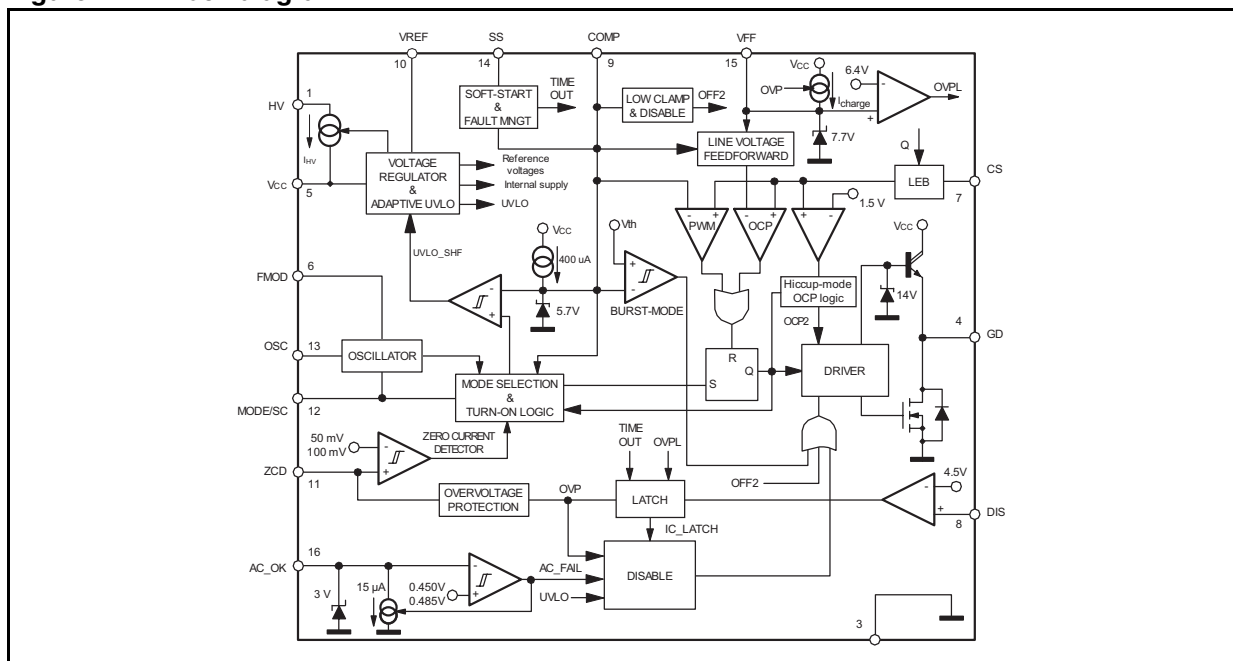 VREF
SS
COMP
VFF
10
14
9
15
HV
1
IHV
VCC
5
SOFT-START
&
FAULT MNGT
TIME
OUT
LOW CLAMP
& DISABLE
OFF2
VCC
OVP
Icharge
6.4V
-
+
OVPL
7.7V
VOLTAGE
REGULATOR
&
ADAPTIVE UVLO
Reference
voltages
Internal supply
UVLO
LINE VOLTAGE
FEEDFORWARD
Q
LEB
CS
7
1.5 V
- +
PWM
- +
OCP
+ -
UVLO_SHF
VCC
400 uA
5.7V
-
+
Vth
+
-
BURST-MODE
Hiccup-mode
OCP logic
OCP2
VCC
14V
4
GD
FMOD
6
OSC
13
OSCILLATOR
MODE/SC
12
MODE SELECTION
&
TURN-ON LOGIC
R
S
Q
DRIVER
ZERO CURRENT
DETECTOR
50 mV
100 mV
-
+
ZCD
11
OVERVOLTAGE
PROTECTION
OVP
TIME
OUT
OVPL
LATCH
IC_LATCH
OFF2
4.5V
-
+
8
DIS
AC_OK
16
3 V
15 µA
0.450V
0.485V
-
+
AC_FAIL
UVLO
DISABLE
3